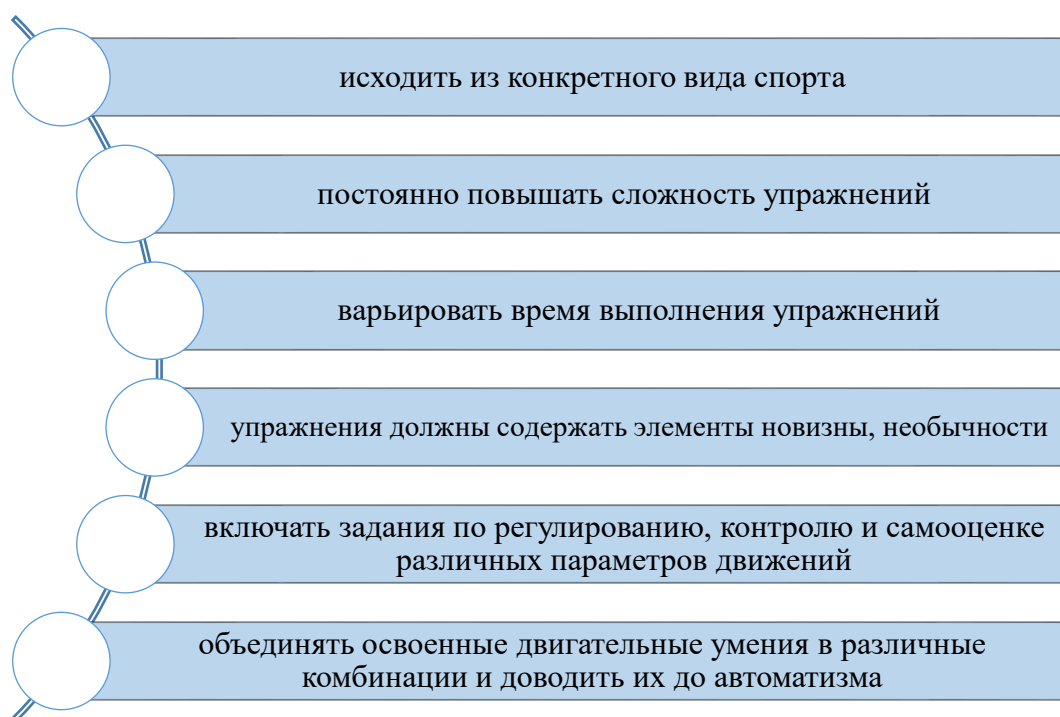 исходить из конкретного вида спорта
постоянно повышать сложность упражнений
варьировать время выполнения упражнений
упражнения должны содержать элементы новизны, необычности
включать задания по регулированию, контролю и самооценке
различных параметров движений
объединять освоенные двигательные умения в различные
комбинации и доводить их до автоматизма